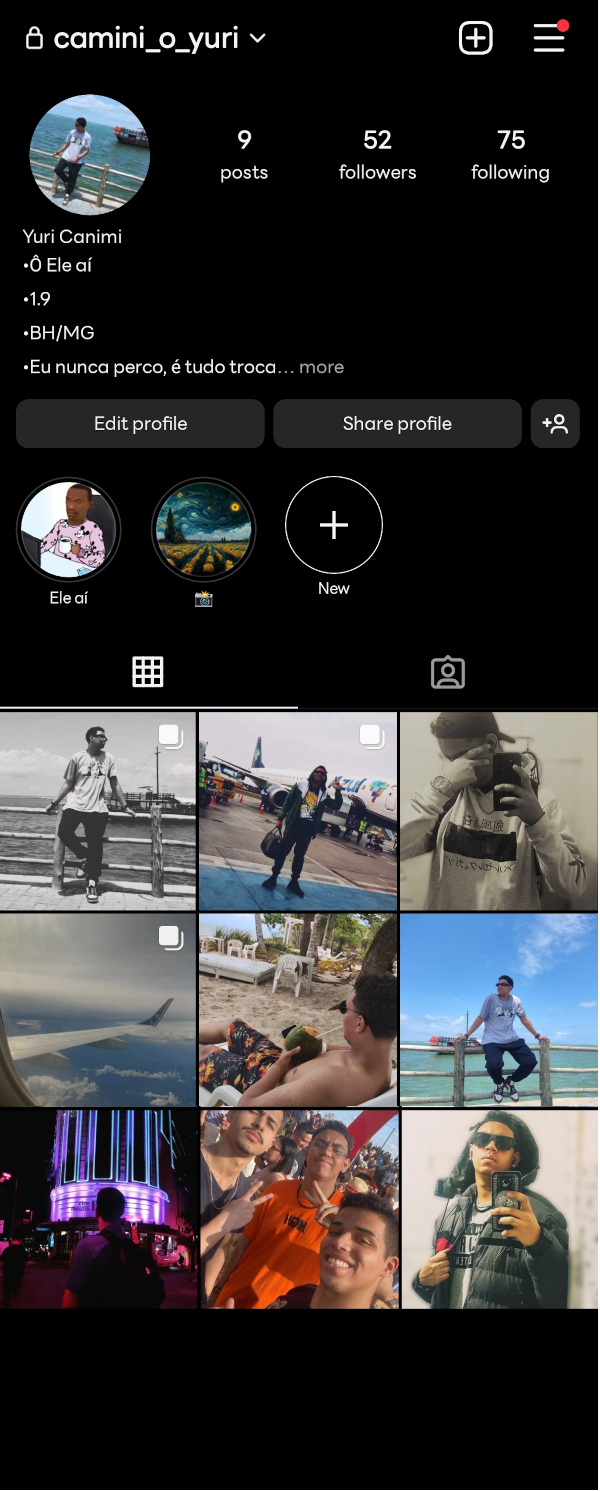 camini_o_yuri
9 52 75
posts followers following
Yuri Canimi
•Ô Ele aí
•1.9
•BH/MG
•Eu nunca perco, é tudo troca... more
Edit profile Share profile
Ele aí 📸 New